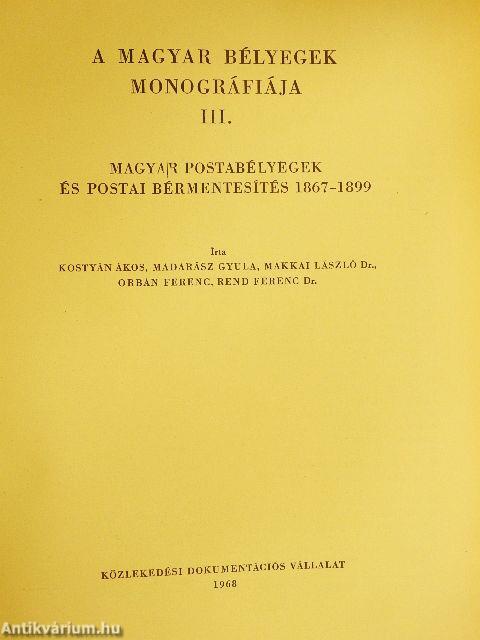 A MAGYAR BÉLYEGEK
MONOGRÁFIÁJA
III.
MAGYAR POSTABÉLYEGEK
ÉS POSTAI BÉRMENTESÍTÉS 1867–1899
Írta
KOSTYÁN ÁKOS, MADARÁSZ GYULA, MAKKAI LÁSZLÓ Dr.,
ORBÁN FERENC, REND FERENC Dr.
KÖZLEKEDÉSI DOKUMENTÁCIÓS VÁLLALAT
1968
Antikvárium.hu